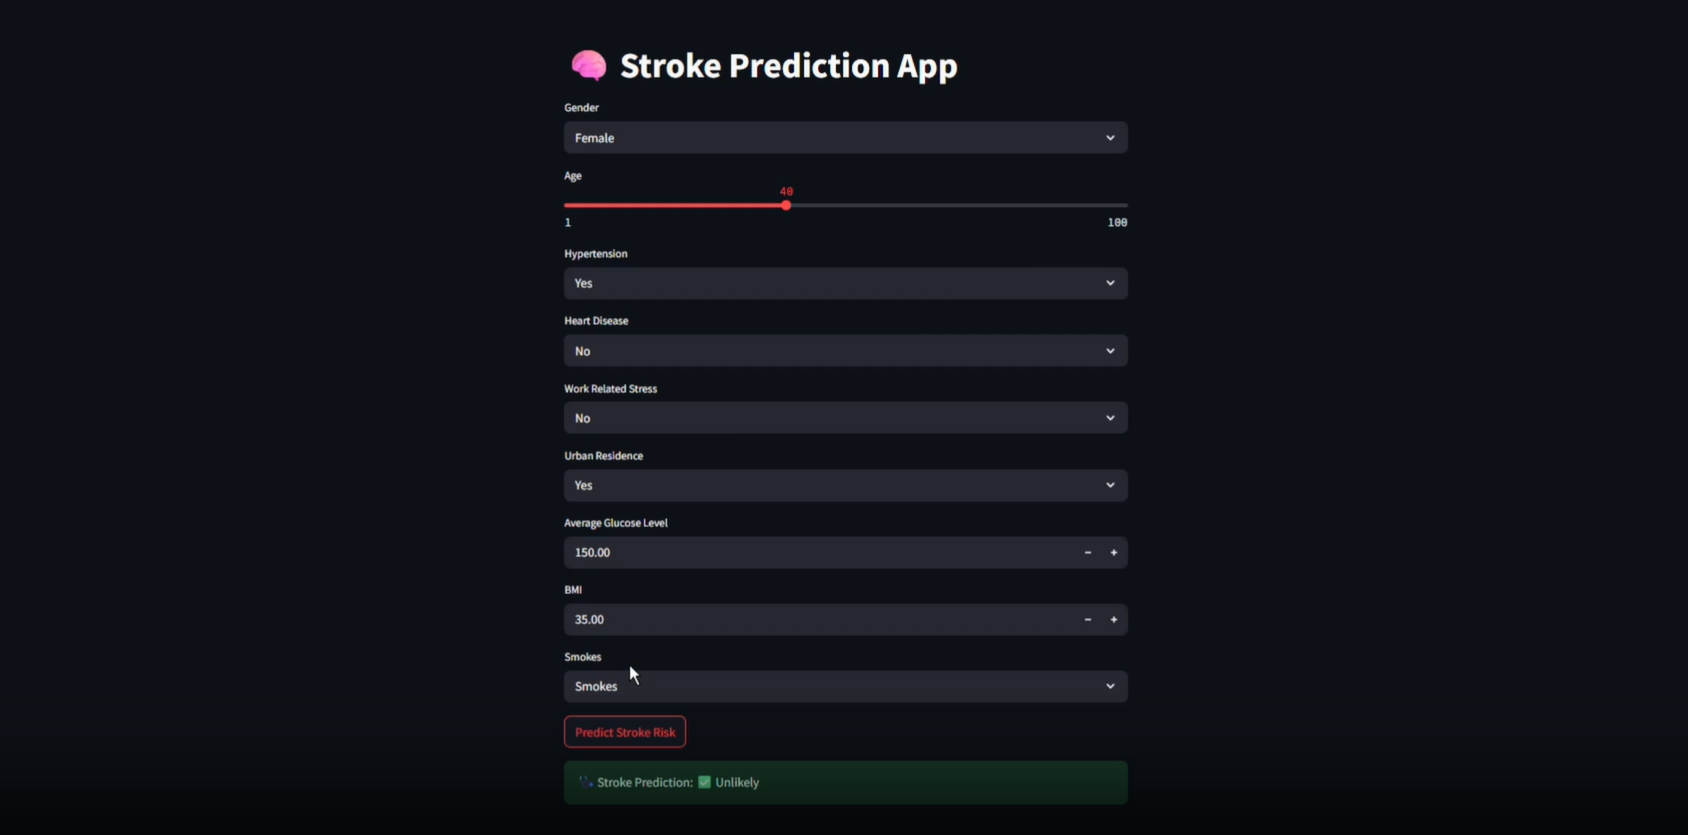 Stroke Prediction App
Gender
Female
Age
40
1 100
Hypertension
Yes
Heart Disease
No
Work Related Stress
No
Urban Residence
Yes
Average Glucose Level
150.00
BMI
35.00
Smokes
Smokes
Predict Stroke Risk
Stroke Prediction: ✅ Unlikely